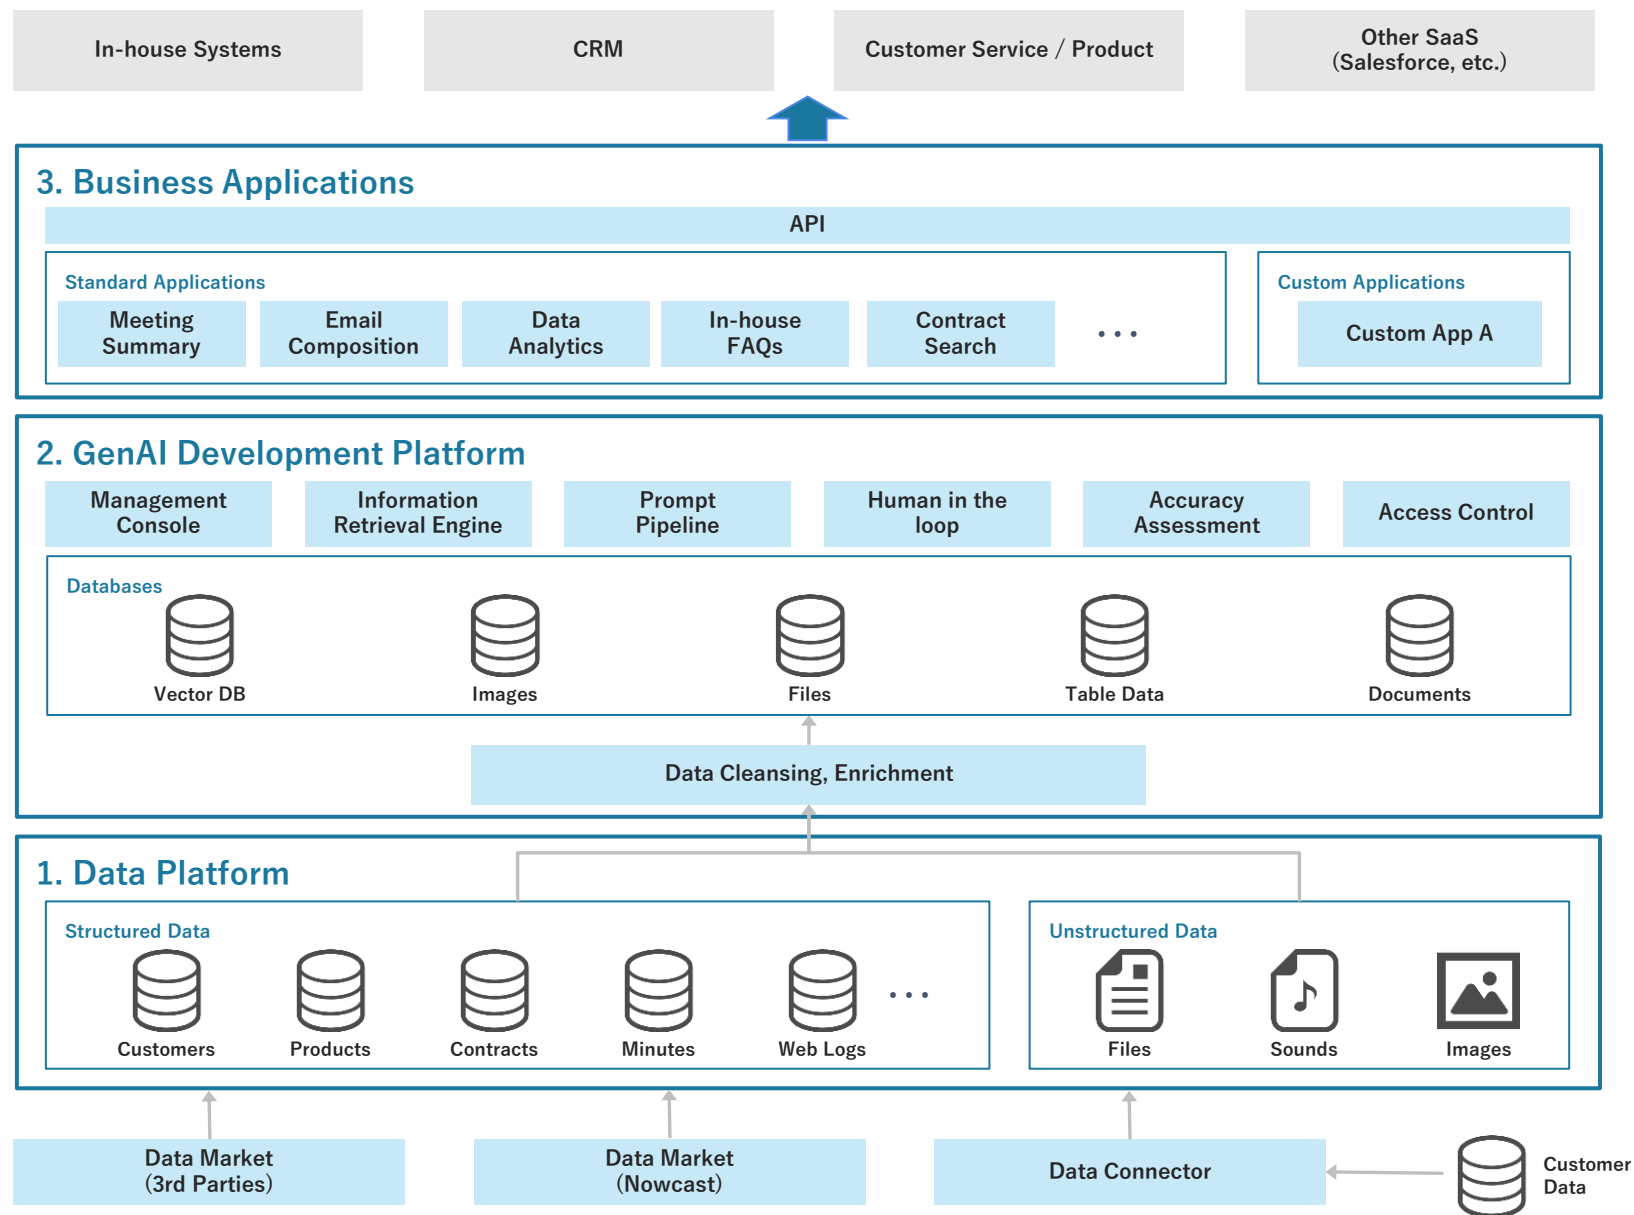 In-house Systems
CRM
Customer Service / Product
Other SaaS
(Salesforce, etc.)
3. Business Applications
API
Standard Applications
Meeting
Summary
Email
Composition
Data
Analytics
In-house
FAQs
Contract
Search
...
Custom Applications
Custom App A
2. GenAI Development Platform
Management
Console
Information
Retrieval Engine
Prompt
Pipeline
Human in the
loop
Accuracy
Assessment
Access Control
Databases
Vector DB
Images
Files
Table Data
Documents
Data Cleansing, Enrichment
1. Data Platform
Structured Data
Customers
Products
Contracts
Minutes
Web Logs
...
Unstructured Data
Files
Sounds
Images
Data Market
(3rd Parties)
Data Market
(Nowcast)
Data Connector
Customer
Data